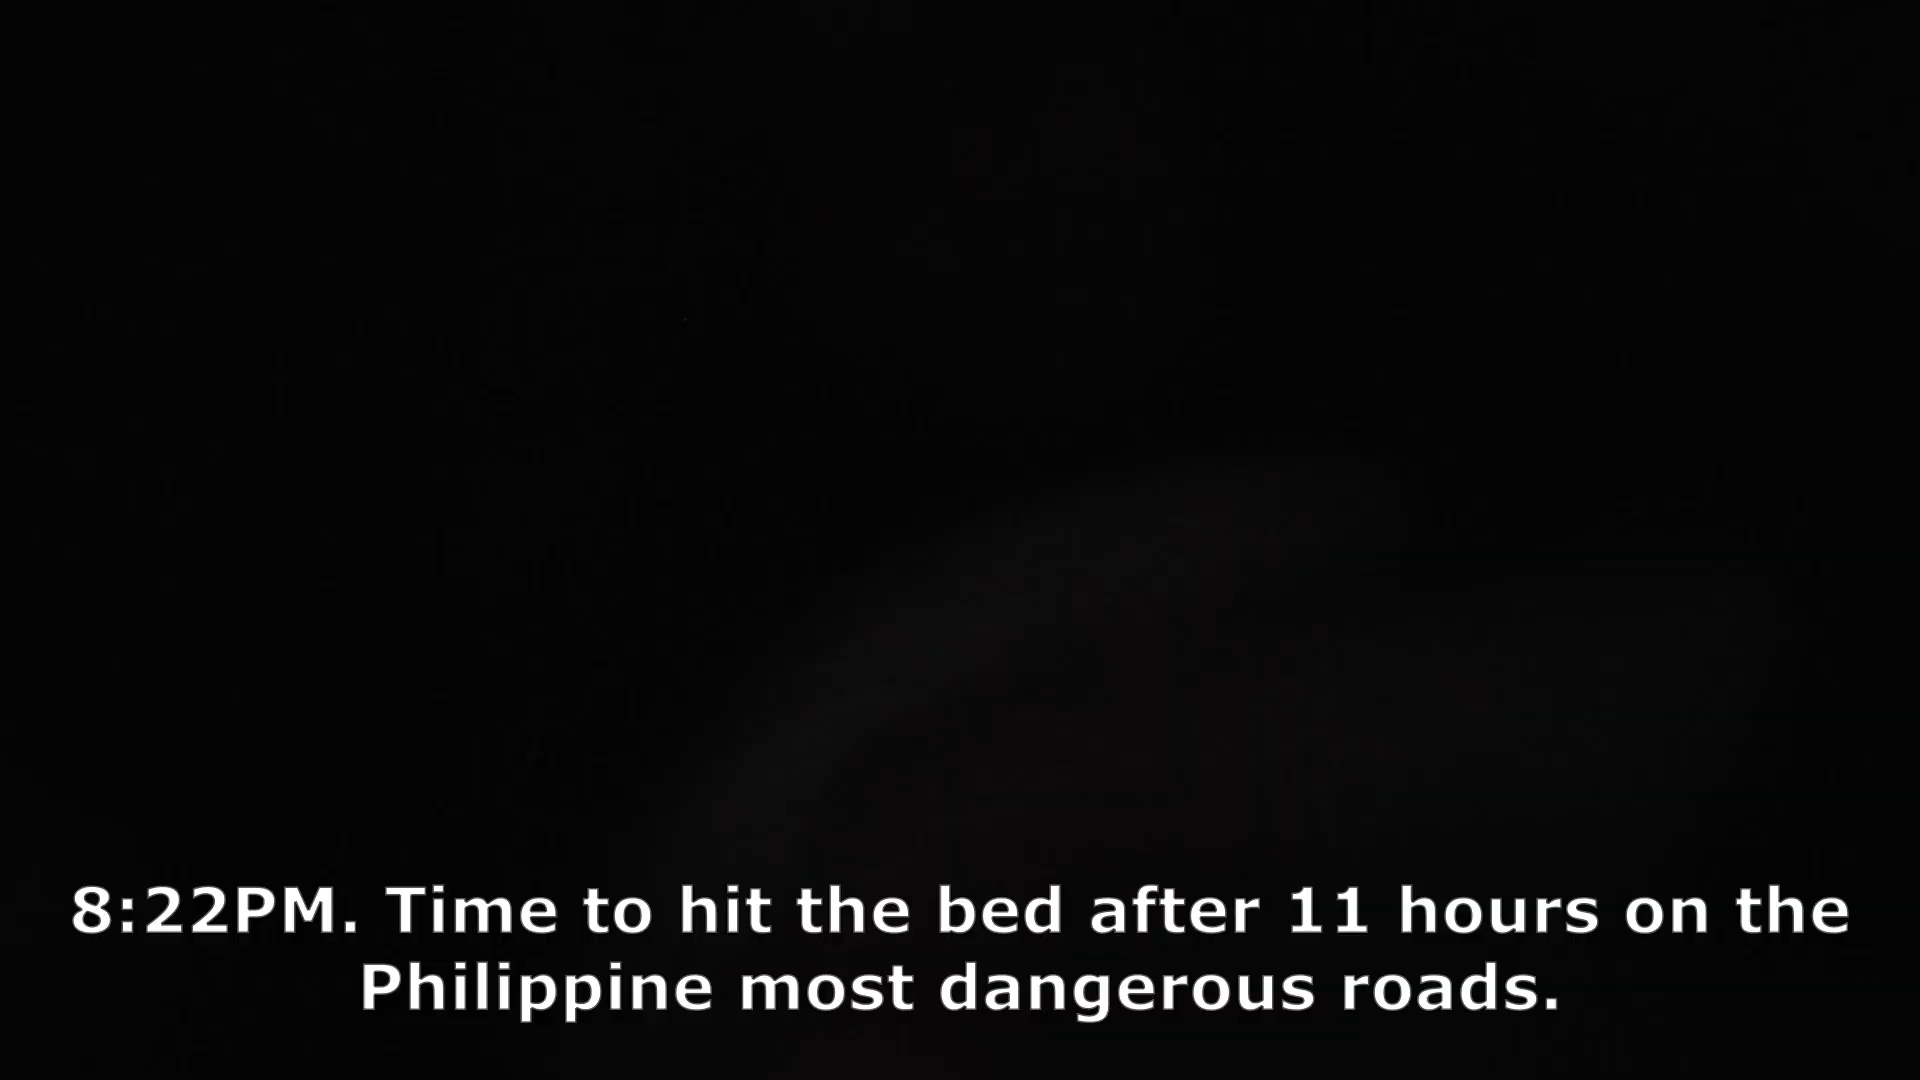 8:22PM. Time to hit the bed after 11 hours on the
Philippine most dangerous roads.